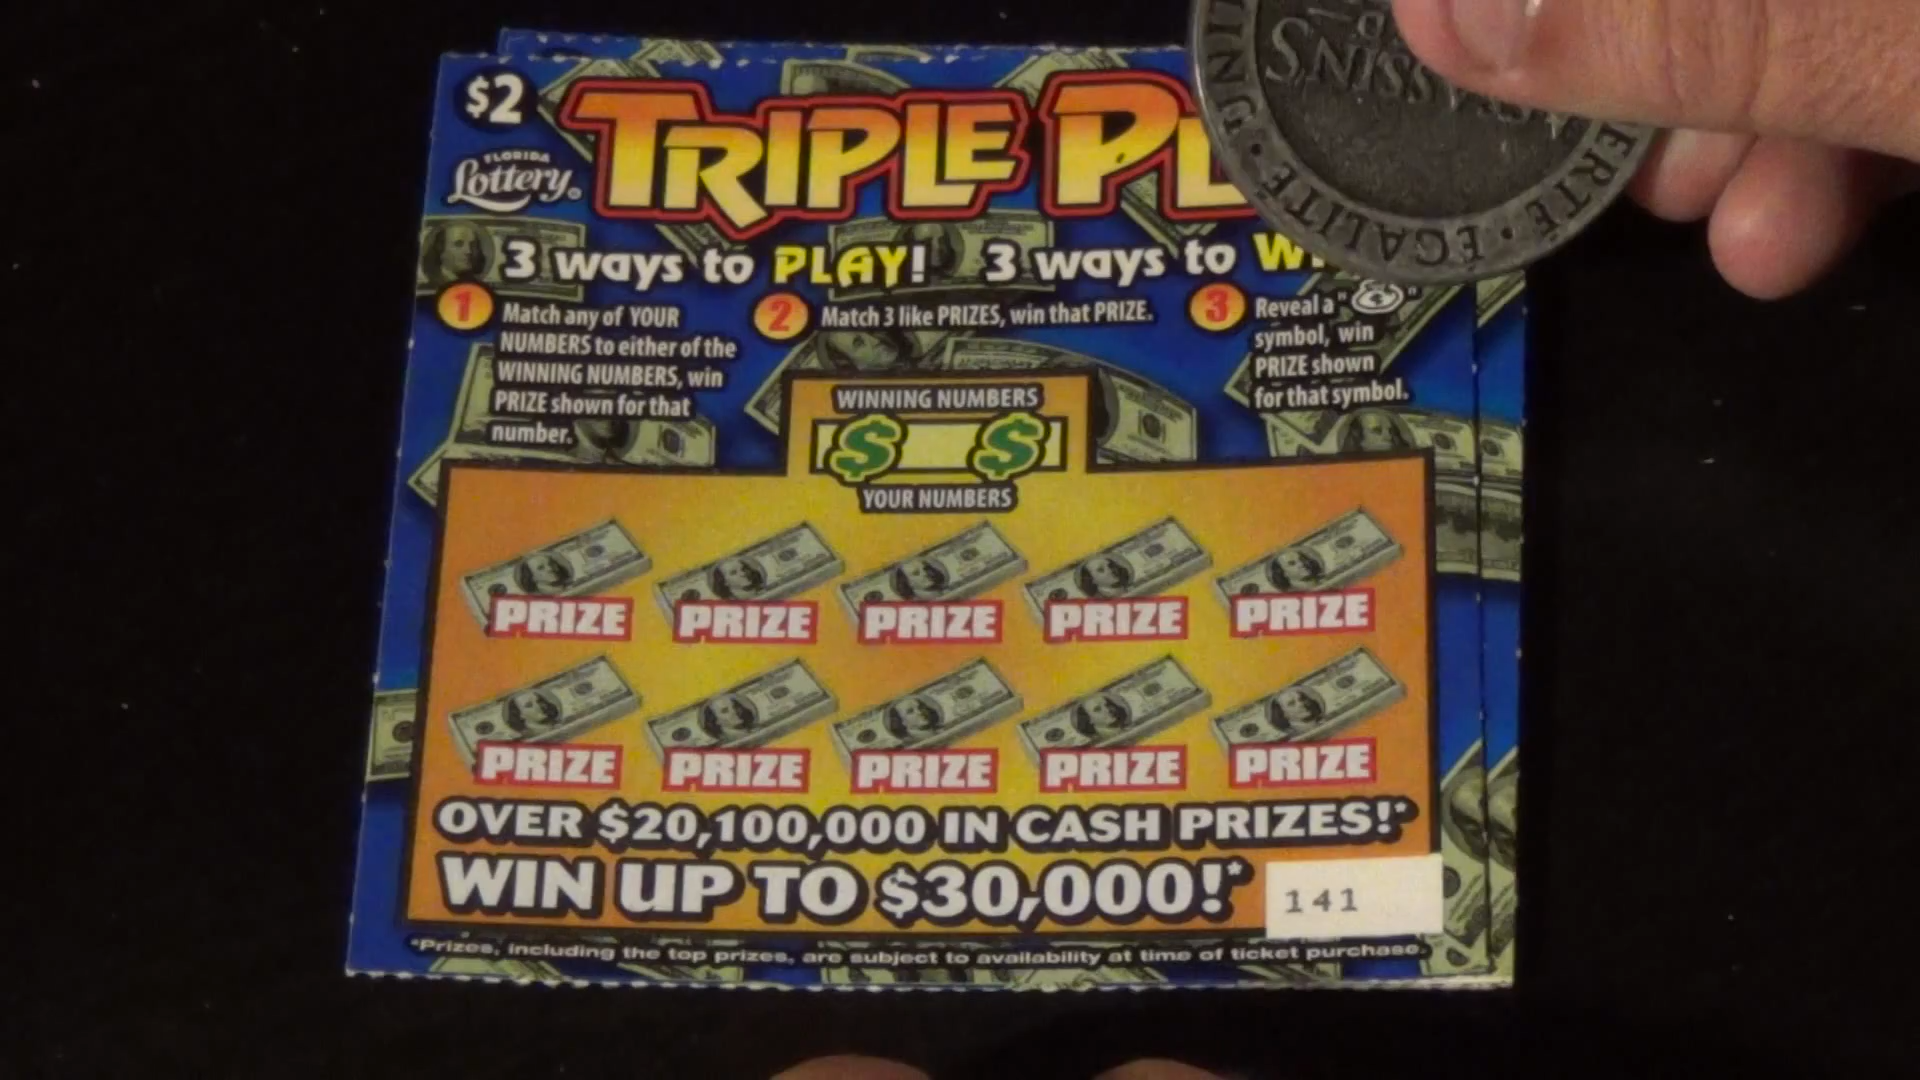 $2
TRIPLE PL
FLORIDA
Lottery
3 ways to PLAY! 3 ways to W
1 Match any of YOUR
NUMBERS to either of the
WINNING NUMBERS, win
PRIZE shown for that
number.
2 Match 3 like PRIZES, win that PRIZE.
3 Reveal a " "
symbol, win
PRIZE shown
for that symbol.
WINNING NUMBERS
$ $
YOUR NUMBERS
PRIZE PRIZE PRIZE PRIZE PRIZE
PRIZE PRIZE PRIZE PRIZE PRIZE
OVER $20,100,000 IN CASH PRIZES!*
WIN UP TO $30,000!*
141
*Prizes, including the top prizes, are subject to availability at time of ticket purchase.
UNITÉ · ÉGALITÉ ·